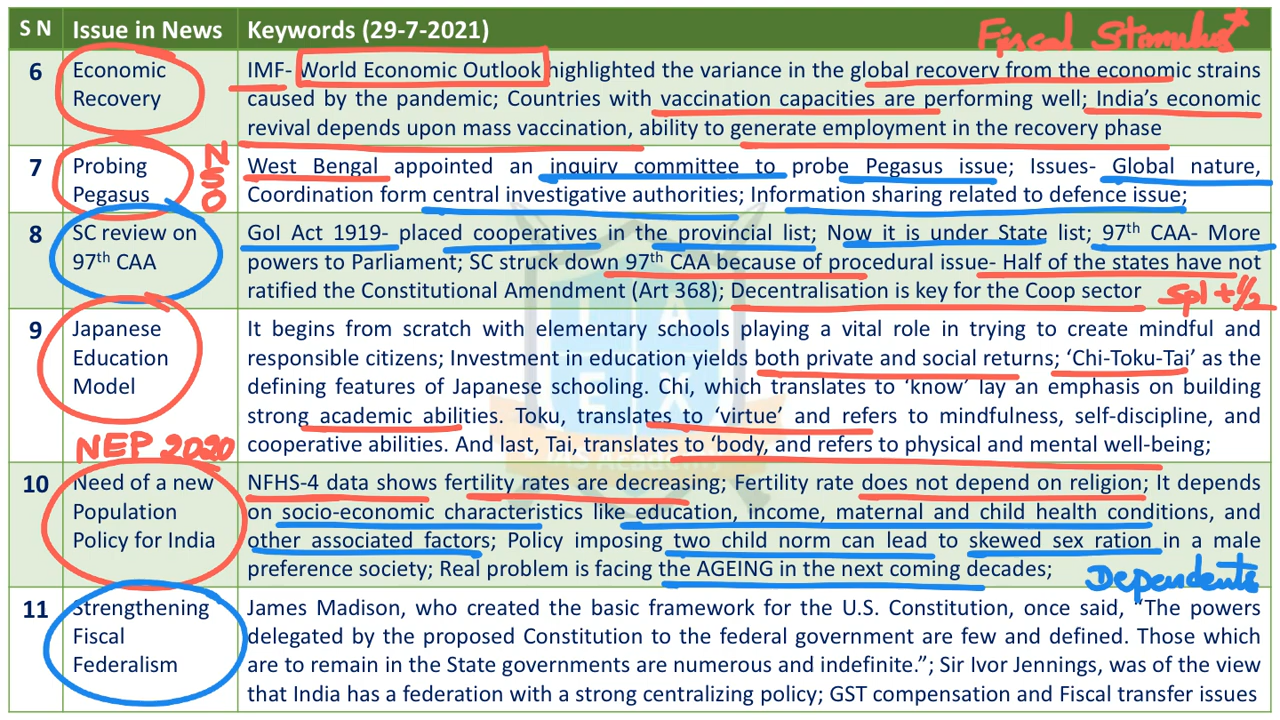 S N Issue in News Keywords (29-7-2021) Fiscal Stimulus*
6 Economic Recovery
IMF- World Economic Outlook highlighted the variance in the global recovery from the economic strains
caused by the pandemic; Countries with vaccination capacities are performing well; India's economic
revival depends upon mass vaccination, ability to generate employment in the recovery phase
7 Probing Pegasus
NSO
West Bengal appointed an inquiry committee to probe Pegasus issue; Issues- Global nature,
Coordination form central investigative authorities; Information sharing related to defence issue;
8 SC review on 97th CAA
GoI Act 1919- placed cooperatives in the provincial list; Now it is under State list; 97th CAA- More
powers to Parliament; SC struck down 97th CAA because of procedural issue- Half of the states have not
ratified the Constitutional Amendment (Art 368); Decentralisation is key for the Coop sector Spl + 1/2
9 Japanese Education Model
NEP 2020
It begins from scratch with elementary schools playing a vital role in trying to create mindful and
responsible citizens; Investment in education yields both private and social returns; 'Chi-Toku-Tai' as the
defining features of Japanese schooling. Chi, which translates to 'know' lay an emphasis on building
strong academic abilities. Toku, translates to 'virtue' and refers to mindfulness, self-discipline, and
cooperative abilities. And last, Tai, translates to 'body, and refers to physical and mental well-being;
10 Need of a new Population Policy for India
NFHS-4 data shows fertility rates are decreasing; Fertility rate does not depend on religion; It depends
on socio-economic characteristics like education, income, maternal and child health conditions, and
other associated factors; Policy imposing two child norm can lead to skewed sex ration in a male
preference society; Real problem is facing the AGEING in the next coming decades; Dependents
11 Strengthening Fiscal Federalism
James Madison, who created the basic framework for the U.S. Constitution, once said, "The powers
delegated by the proposed Constitution to the federal government are few and defined. Those which
are to remain in the State governments are numerous and indefinite."; Sir Ivor Jennings, was of the view
that India has a federation with a strong centralizing policy; GST compensation and Fiscal transfer issues